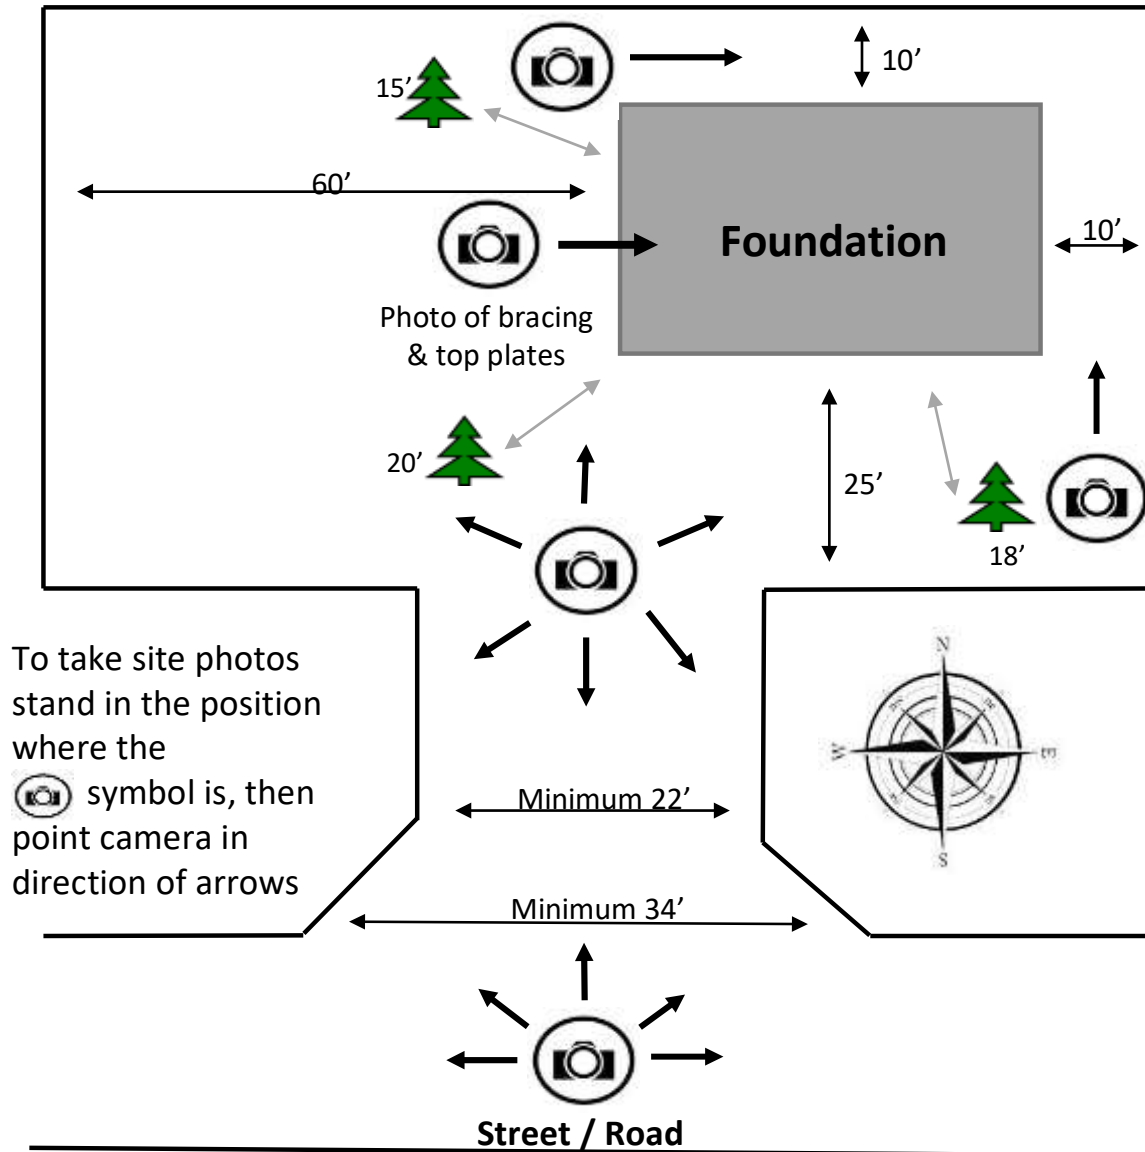 10’
15’
60’
Foundation
10’
Photo of bracing
& top plates
20’
25’
18’
To take site photos
stand in the position
where the
symbol is, then
point camera in
direction of arrows
N
W
E
S
Minimum 22’
Minimum 34’
Street / Road